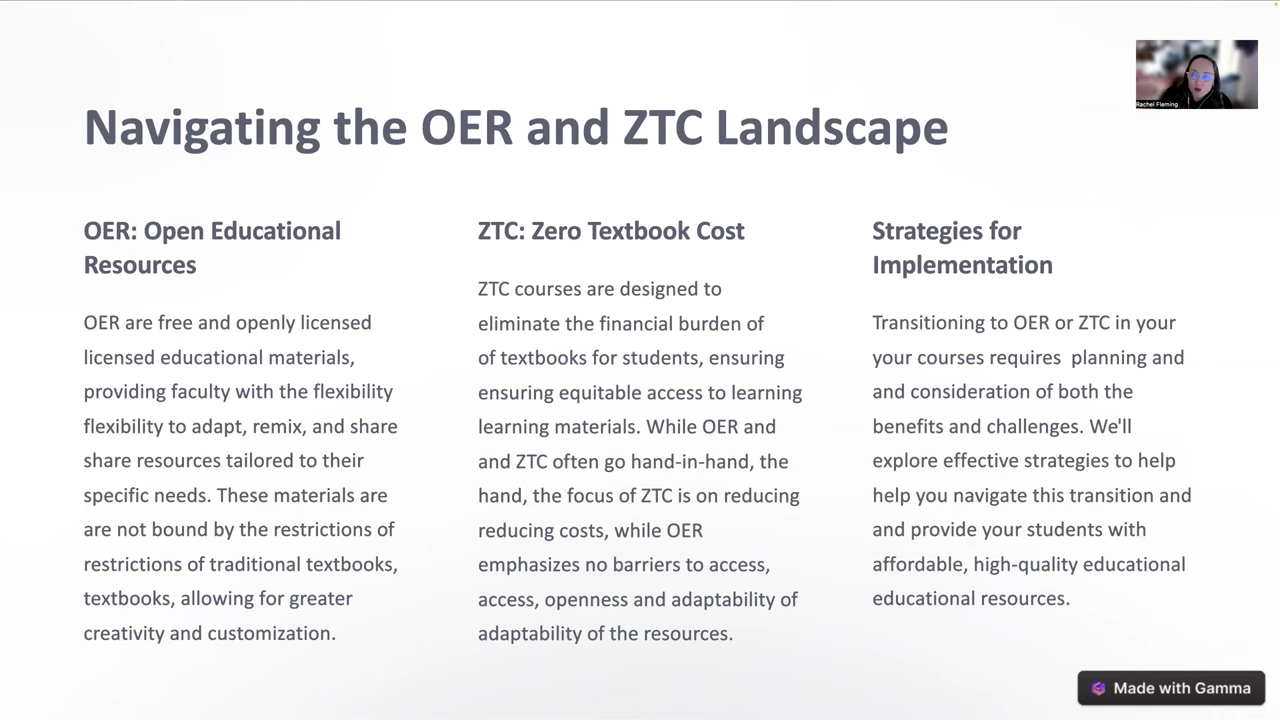 Rachel Fleming
Navigating the OER and ZTC Landscape
OER: Open Educational
Resources
OER are free and openly licensed
licensed educational materials,
providing faculty with the flexibility
flexibility to adapt, remix, and share
share resources tailored to their
specific needs. These materials are
are not bound by the restrictions of
restrictions of traditional textbooks,
textbooks, allowing for greater
creativity and customization.
ZTC: Zero Textbook Cost
ZTC courses are designed to
eliminate the financial burden of
of textbooks for students, ensuring
ensuring equitable access to learning
learning materials. While OER and
and ZTC often go hand-in-hand, the
hand, the focus of ZTC is on reducing
reducing costs, while OER
emphasizes no barriers to access,
access, openness and adaptability of
adaptability of the resources.
Strategies for
Implementation
Transitioning to OER or ZTC in your
your courses requires  planning and
and consideration of both the
benefits and challenges. We'll
explore effective strategies to help
help you navigate this transition and
and provide your students with
affordable, high-quality educational
educational resources.
Made with Gamma